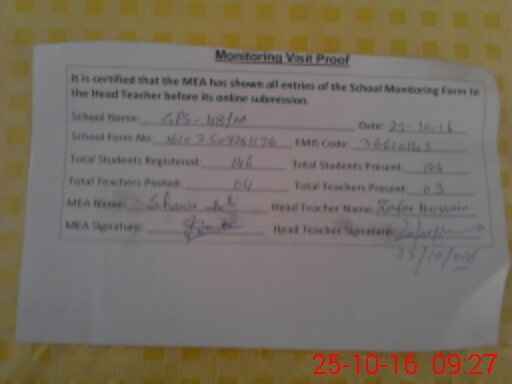 Monitoring Visit Proof
It is certified that the MEA has shown all entries of the School Monitoring Form to
the Head Teacher before its online submission.
School Name: GPS-48/M Date: 25-10-16
School Form No: EMIS Code: 36610143
Total Students Registered: 146 Total Students Present: 144
Total Teachers Posted: 04 Total Teachers Present: 03
MEA Name: Head Teacher Name: Zafar Hussain
MEA Signature: Head Teacher Signature:
25/10/016
25-10-16 09:27